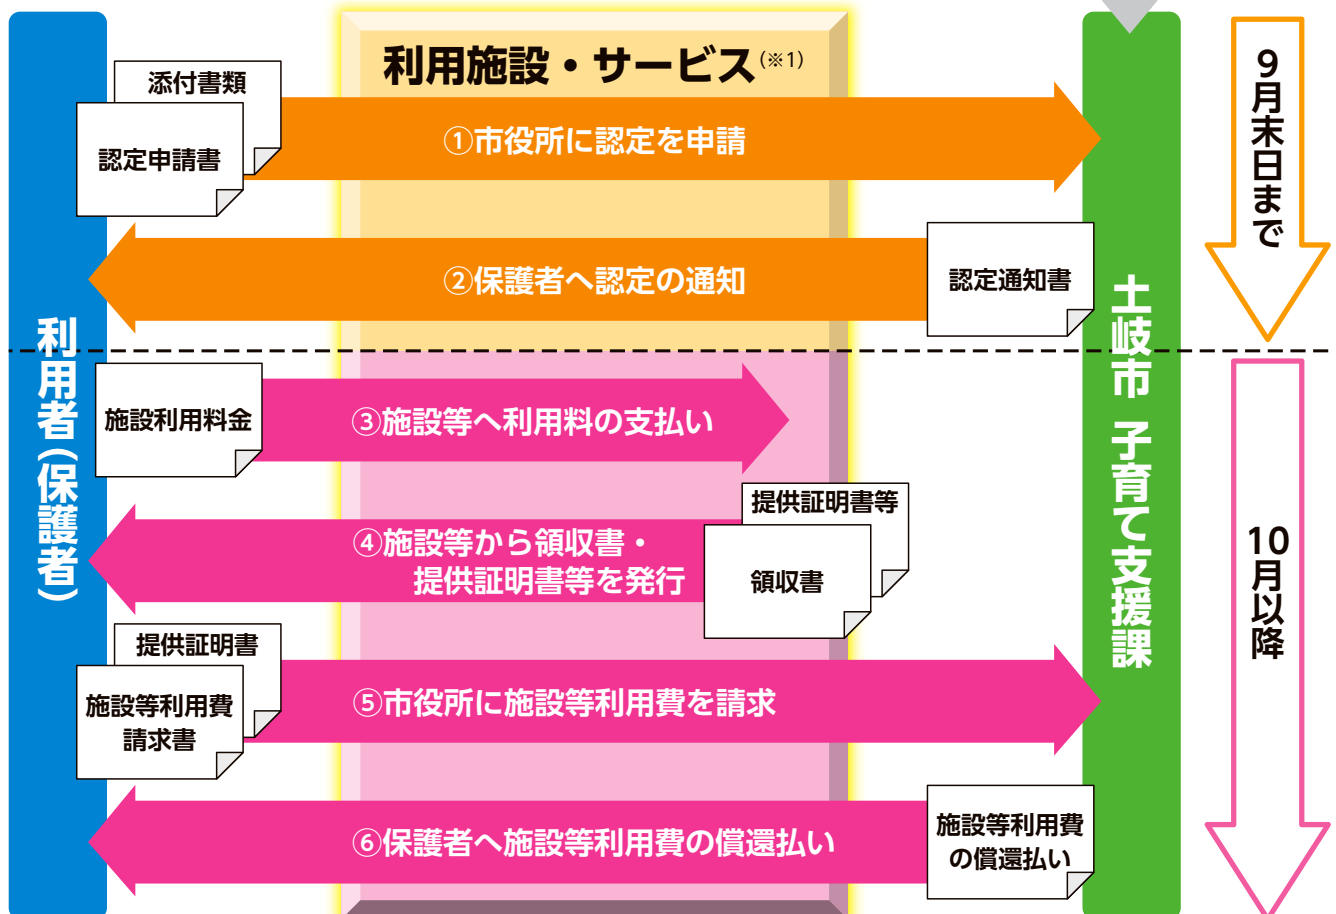 利用施設・サービス(※1)
添付書類
認定申請書
①市役所に認定を申請
9月末日まで
②保護者へ認定の通知
認定通知書
利用者(保護者)
土岐市 子育て支援課
施設利用料金
③施設等へ利用料の支払い
④施設等から領収書・
提供証明書等を発行
提供証明書等
領収書
10月以降
提供証明書
施設等利用費
請求書
⑤市役所に施設等利用費を請求
⑥保護者へ施設等利用費の償還払い
施設等利用費
の償還払い